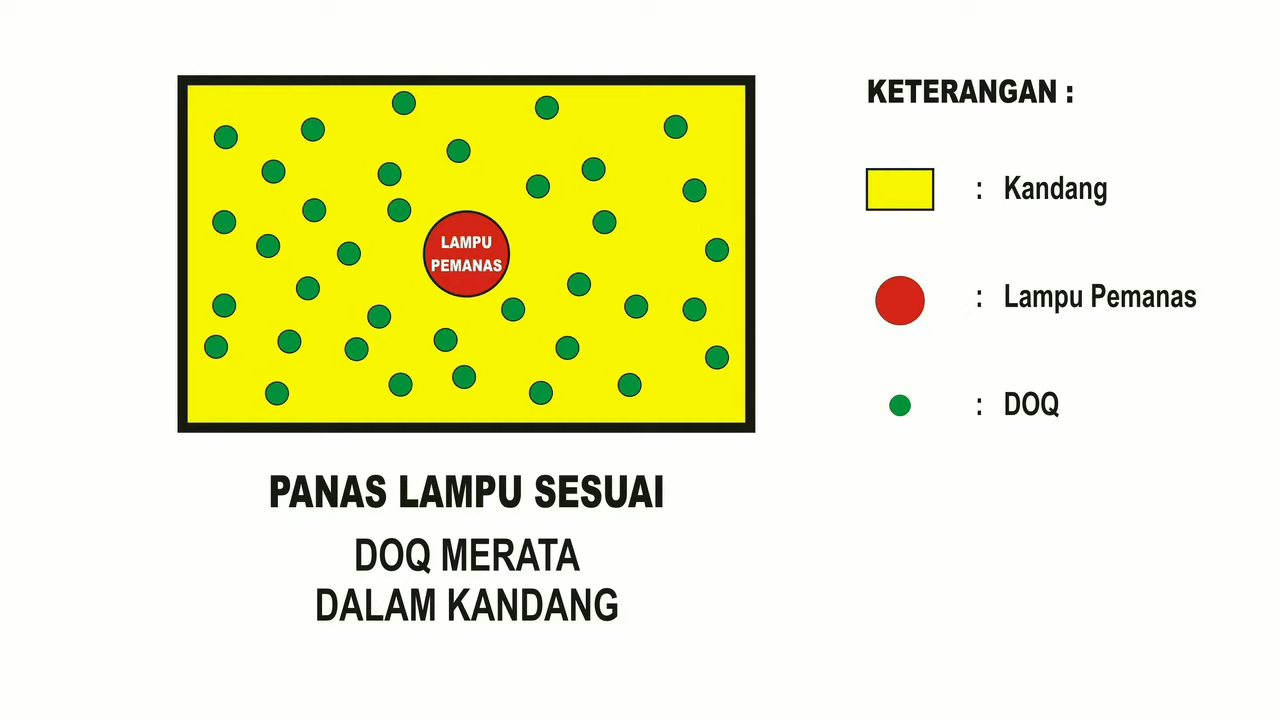 LAMPU
PEMANAS
PANAS LAMPU SESUAI
DOQ MERATA
DALAM KANDANG
KETERANGAN :
: Kandang
: Lampu Pemanas
: DOQ